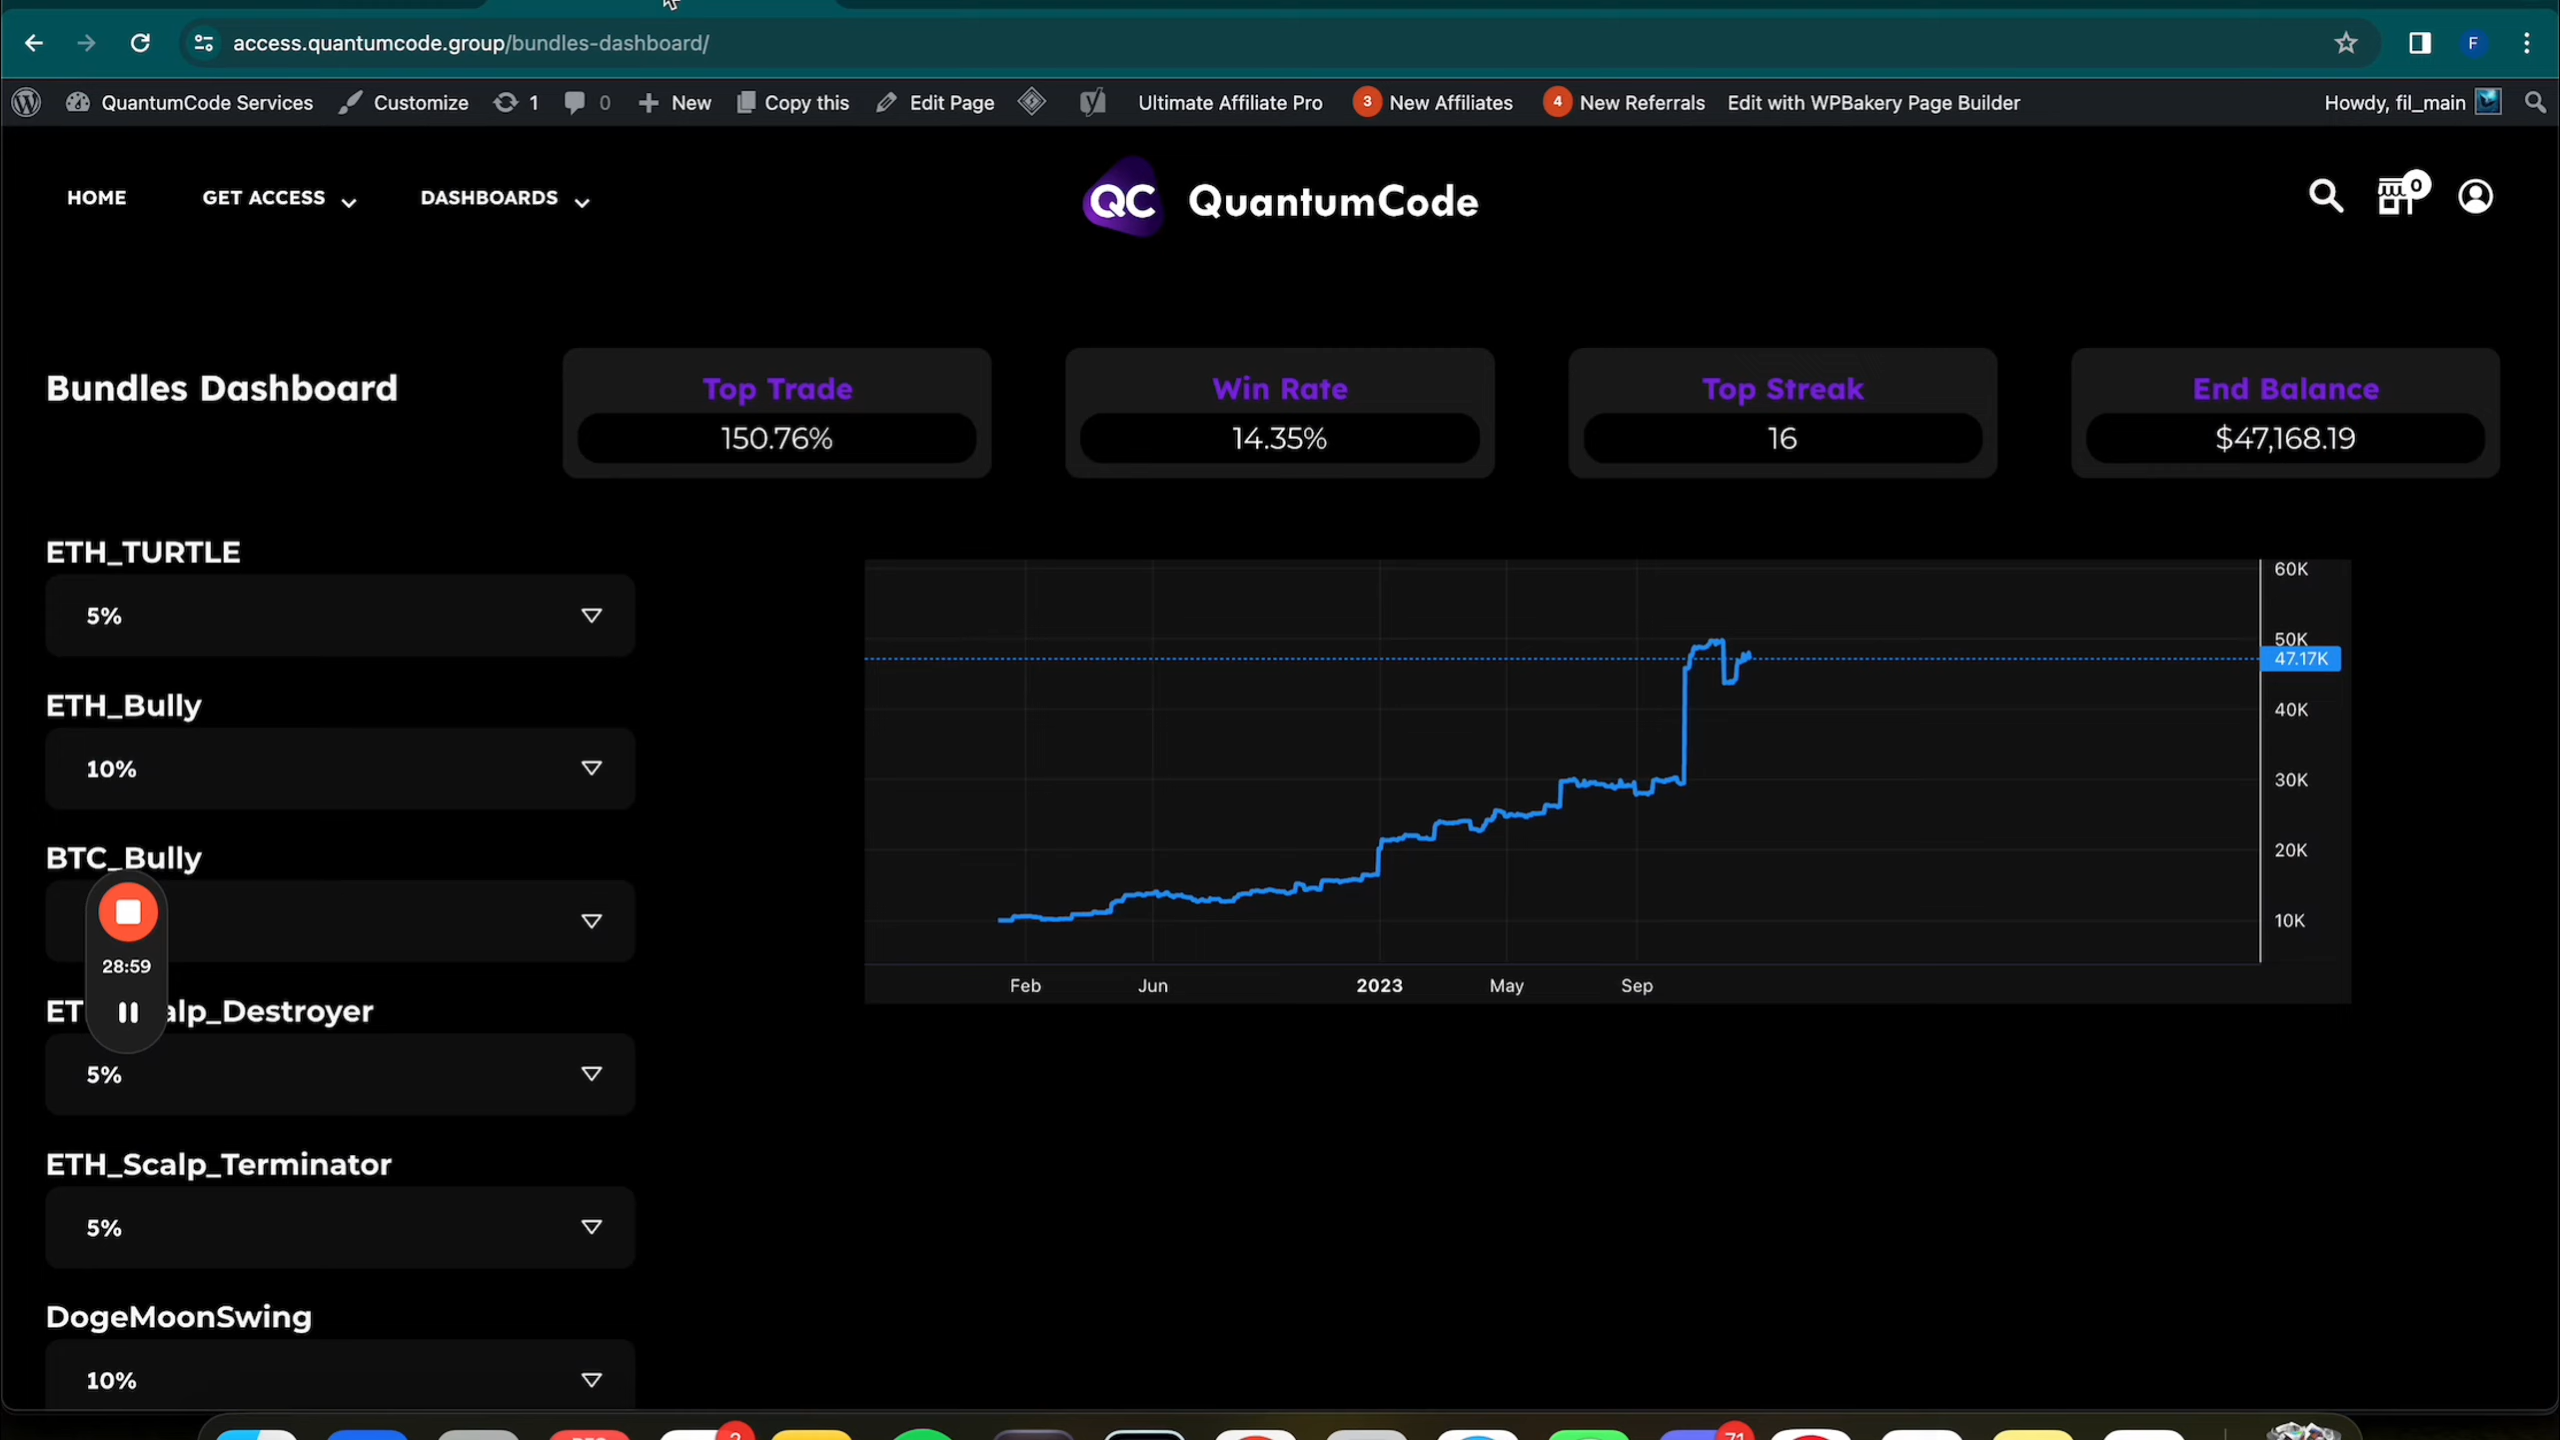 access.quantumcode.group/bundles-dashboard/
F
QuantumCode Services Customize 1 0 New Copy this Edit Page Ultimate Affiliate Pro 3 New Affiliates 4 New Referrals Edit with WPBakery Page Builder Howdy, fil_main
HOME GET ACCESS DASHBOARDS QC QuantumCode 0
Bundles Dashboard
Top Trade
150.76%
Win Rate
14.35%
Top Streak
16
End Balance
$47,168.19
ETH_TURTLE
5%
ETH_Bully
10%
BTC_Bully
28:59
ET alp_Destroyer
5%
ETH_Scalp_Terminator
5%
DogeMoonSwing
10%
60K
50K
47.17K
40K
30K
20K
10K
Feb Jun 2023 May Sep
71